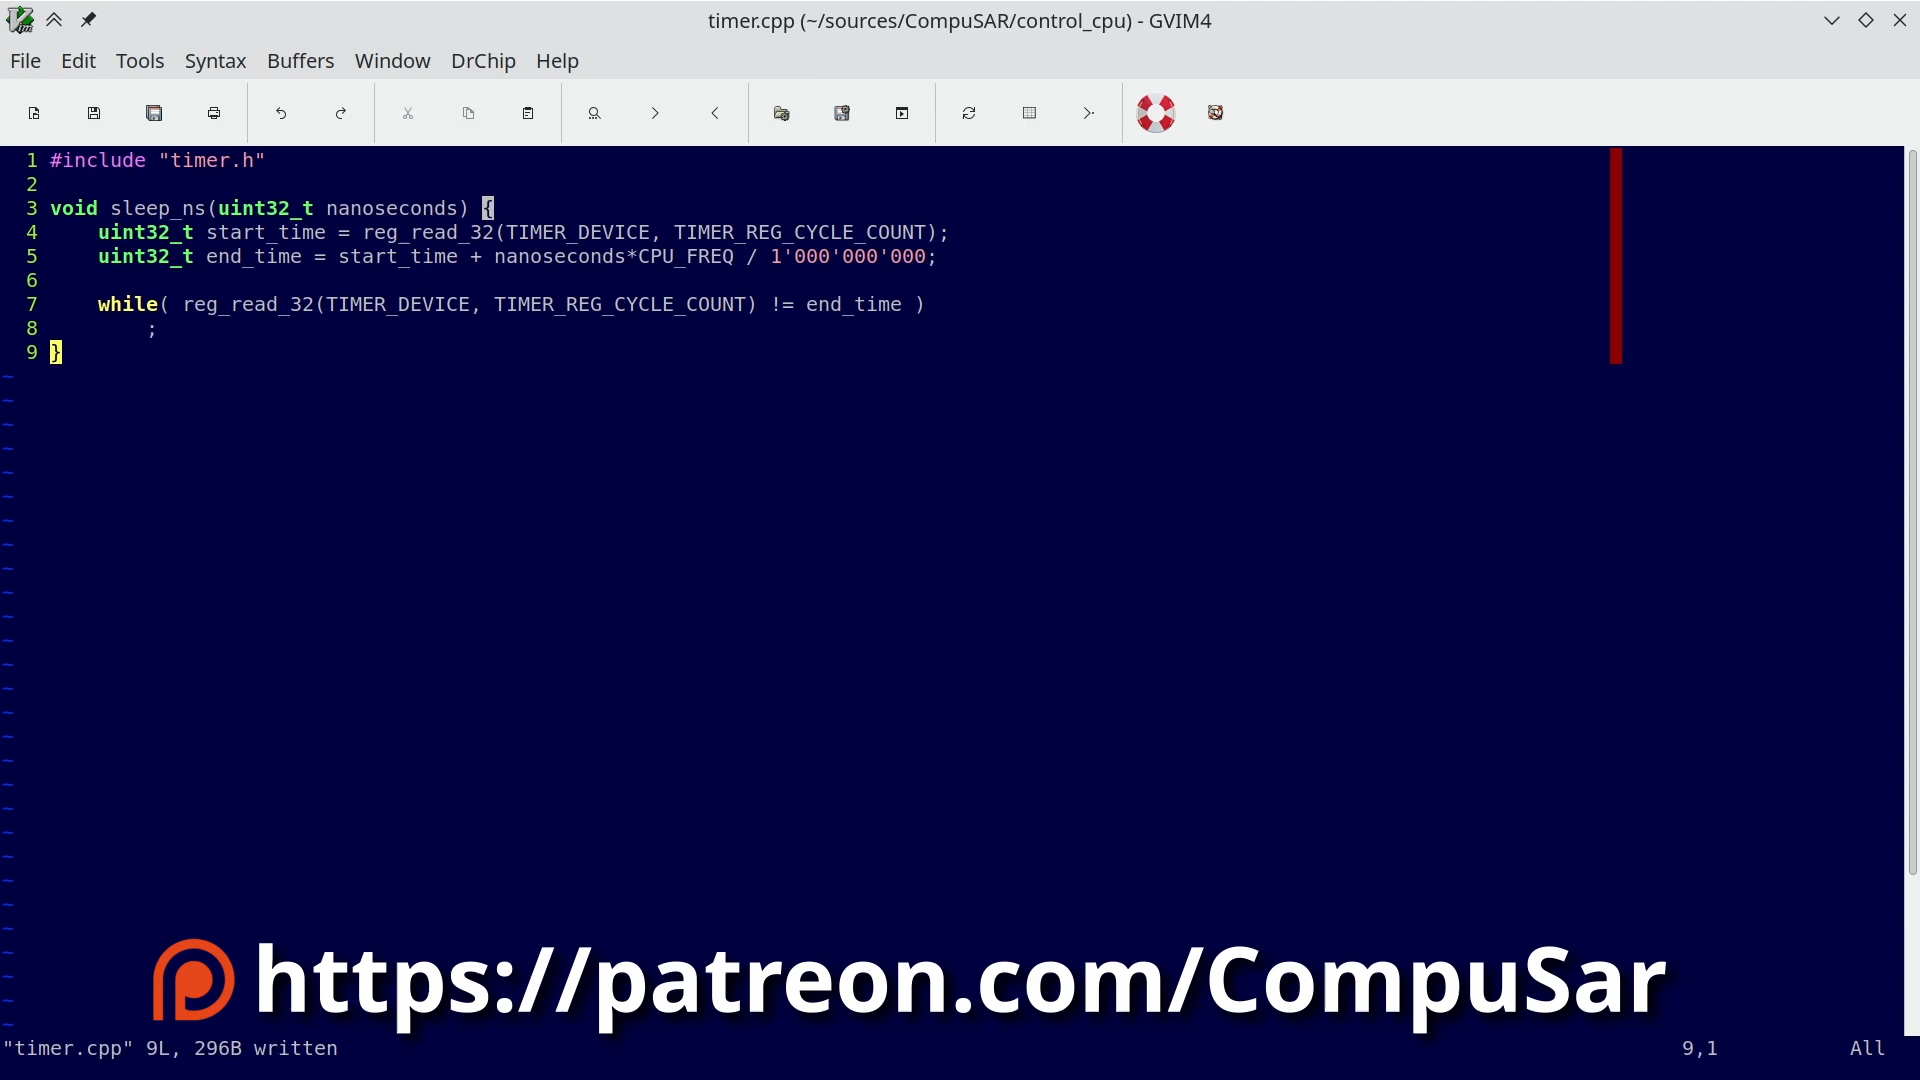 timer.cpp (~/sources/CompuSAR/control_cpu) - GVIM4
File Edit Tools Syntax Buffers Window DrChip Help
1 #include "timer.h"
2
3 void sleep_ns(uint32_t nanoseconds) {
4     uint32_t start_time = reg_read_32(TIMER_DEVICE, TIMER_REG_CYCLE_COUNT);
5     uint32_t end_time = start_time + nanoseconds*CPU_FREQ / 1'000'000'000;
6
7     while( reg_read_32(TIMER_DEVICE, TIMER_REG_CYCLE_COUNT) != end_time )
8         ;
9 }
https://patreon.com/CompuSar
"timer.cpp" 9L, 296B written 9,1 All